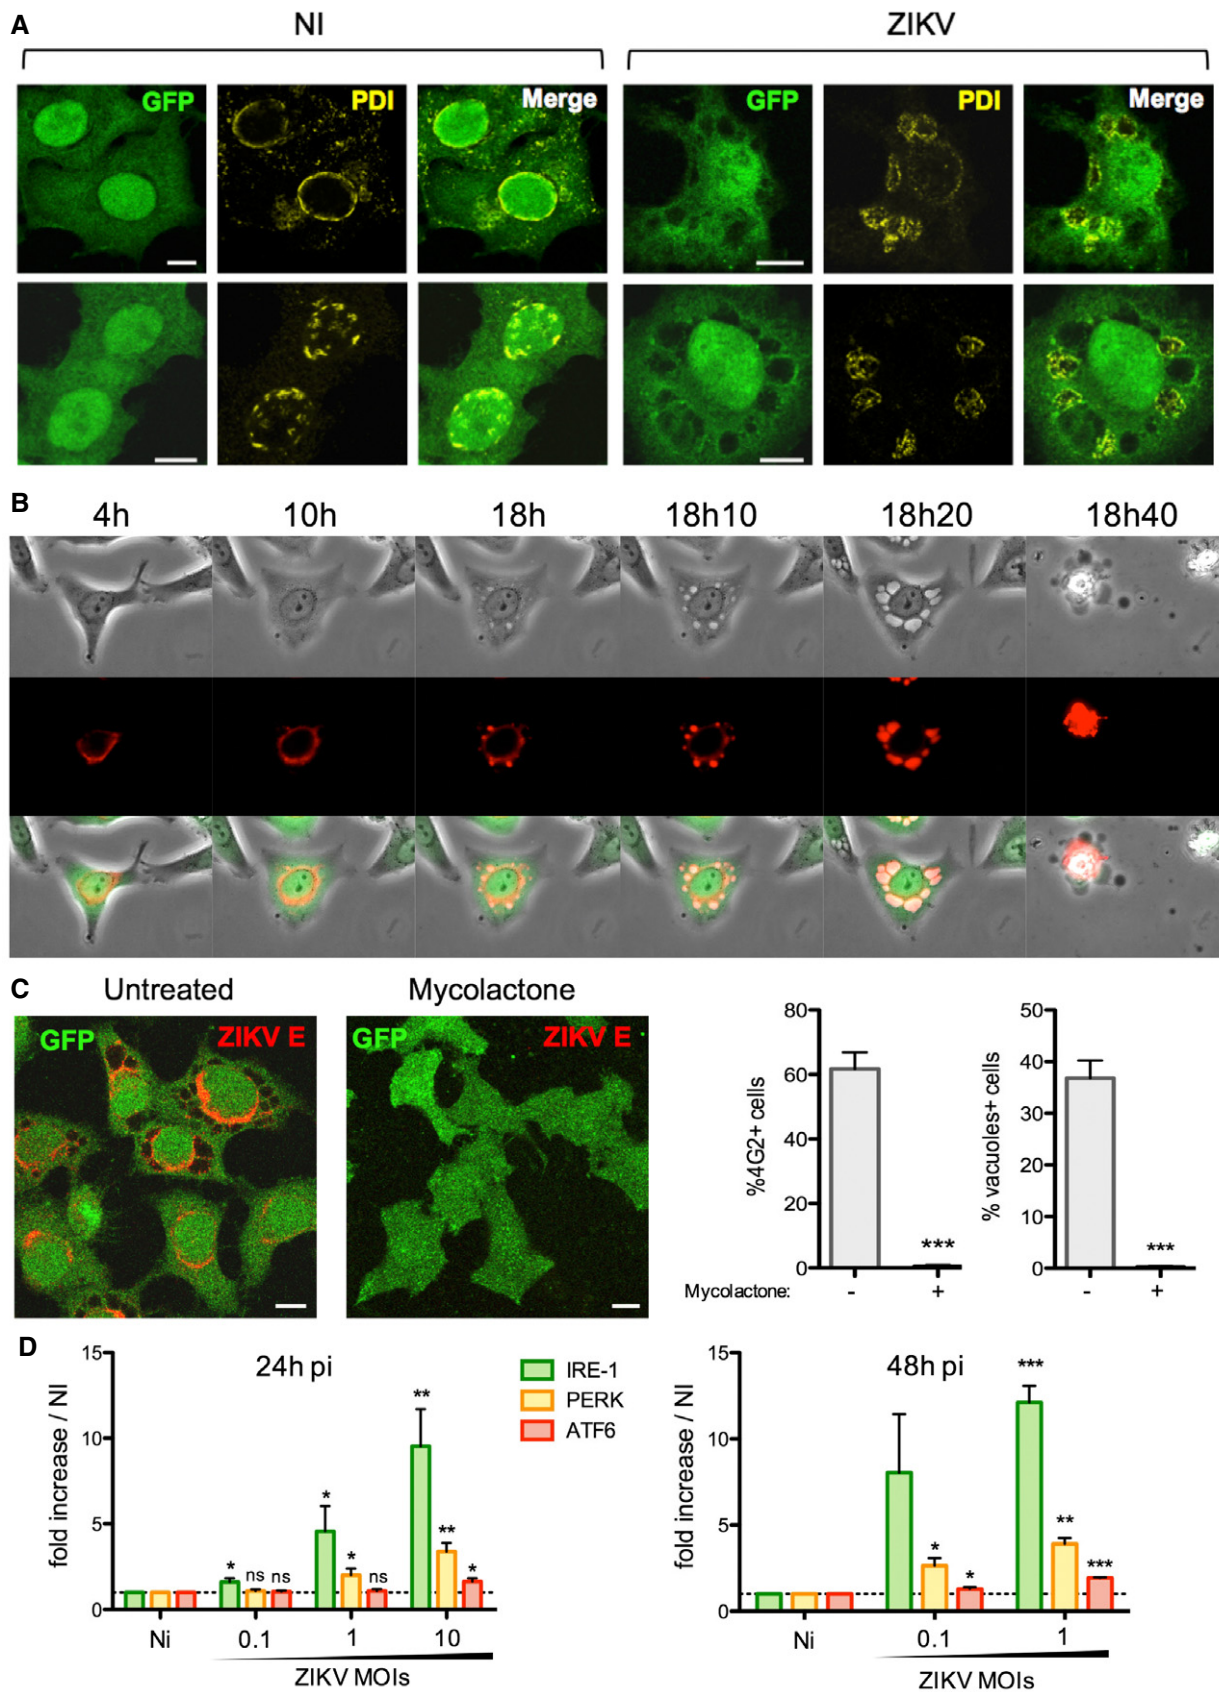 A
NI
ZIKV
GFP PDI Merge GFP PDI Merge
B
4h 10h 18h 18h10 18h20 18h40
C
Untreated
Mycolactone
GFP ZIKV E
GFP ZIKV E
80
60
40
20
0
%4G2+ cells
***
50
40
30
20
10
0
% vacuoles+ cells
***
Mycolactone: - + - +
D
24h pi
fold increase / NI
15
10
5
0
* ns ns
* *
** ** *
Ni 0.1 1 10
ZIKV MOIs
IRE-1
PERK
ATF6
48h pi
fold increase / NI
15
10
5
0
* *
*** ** ***
Ni 0.1 1
ZIKV MOIs